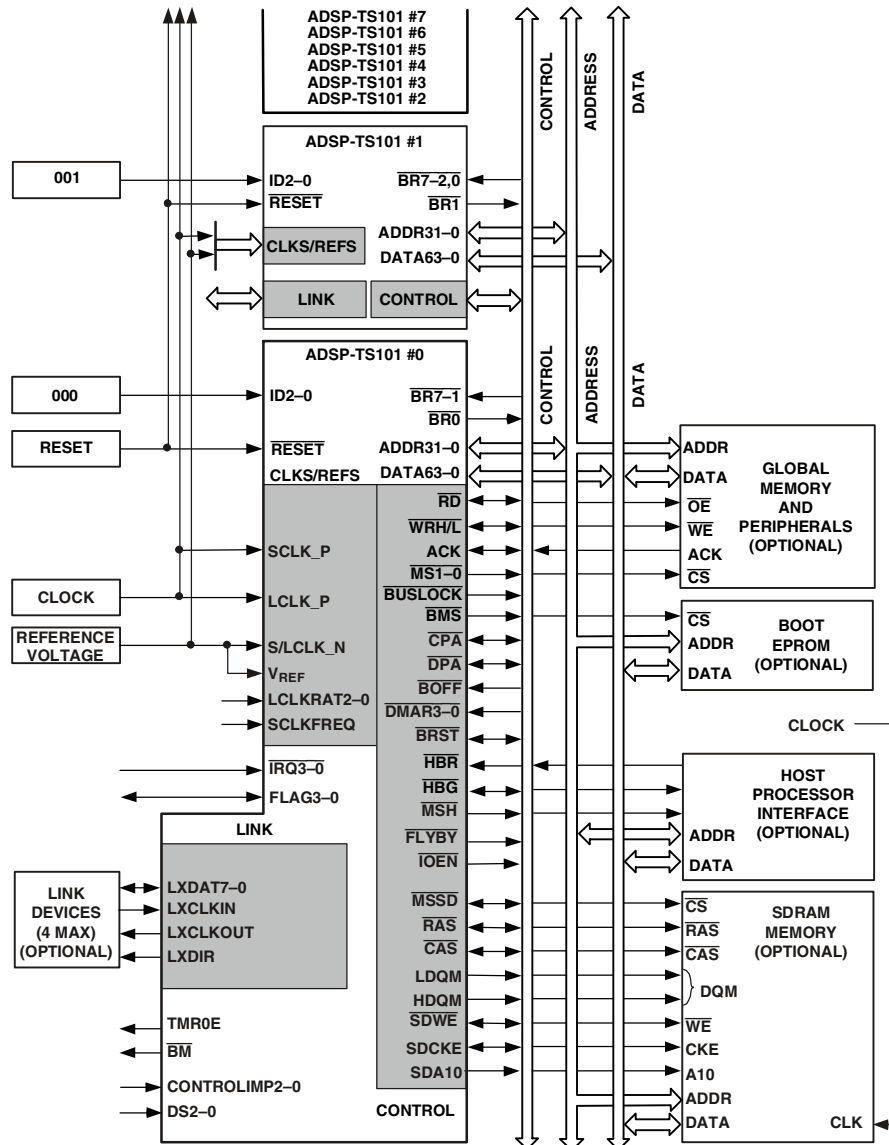 ADSP-TS101 #7
ADSP-TS101 #6
ADSP-TS101 #5
ADSP-TS101 #4
ADSP-TS101 #3
ADSP-TS101 #2
CONTROL
ADDRESS
DATA
ADSP-TS101 #1
001
ID2–0
BR7–2,0
RESET
BR1
ADDR31–0
CLKS/REFS
DATA63–0
LINK
CONTROL
ADSP-TS101 #0
CONTROL
ADDRESS
DATA
000
ID2–0
BR7–1
BR0
RESET
RESET
ADDR31–0
CLKS/REFS
DATA63–0
RD
WRH/L
SCLK_P
ACK
MS1–0
CLOCK
LCLK_P
BUSLOCK
BMS
REFERENCE
VOLTAGE
S/LCLK_N
CPA
VREF
DPA
LCLKRAT2–0
BOFF
SCLKFREQ
DMAR3–0
BRST
IRQ3–0
HBR
FLAG3–0
HBG
MSH
LINK
FLYBY
IOEN
LINK
DEVICES
(4 MAX)
(OPTIONAL)
LXDAT7–0
LXCLKIN
LXCLKOUT
LXDIR
MSSD
RAS
CAS
LDQM
HDQM
TMR0E
SDWE
BM
SDCKE
SDA10
CONTROLIMP2–0
DS2–0
CONTROL
ADDR
DATA
OE
WE
ACK
CS
GLOBAL
MEMORY
AND
PERIPHERALS
(OPTIONAL)
CS
ADDR
DATA
BOOT
EPROM
(OPTIONAL)
CLOCK
HOST
PROCESSOR
INTERFACE
(OPTIONAL)
ADDR
DATA
SDRAM
MEMORY
(OPTIONAL)
CS
RAS
CAS
DQM
WE
CKE
A10
ADDR
DATA
CLK